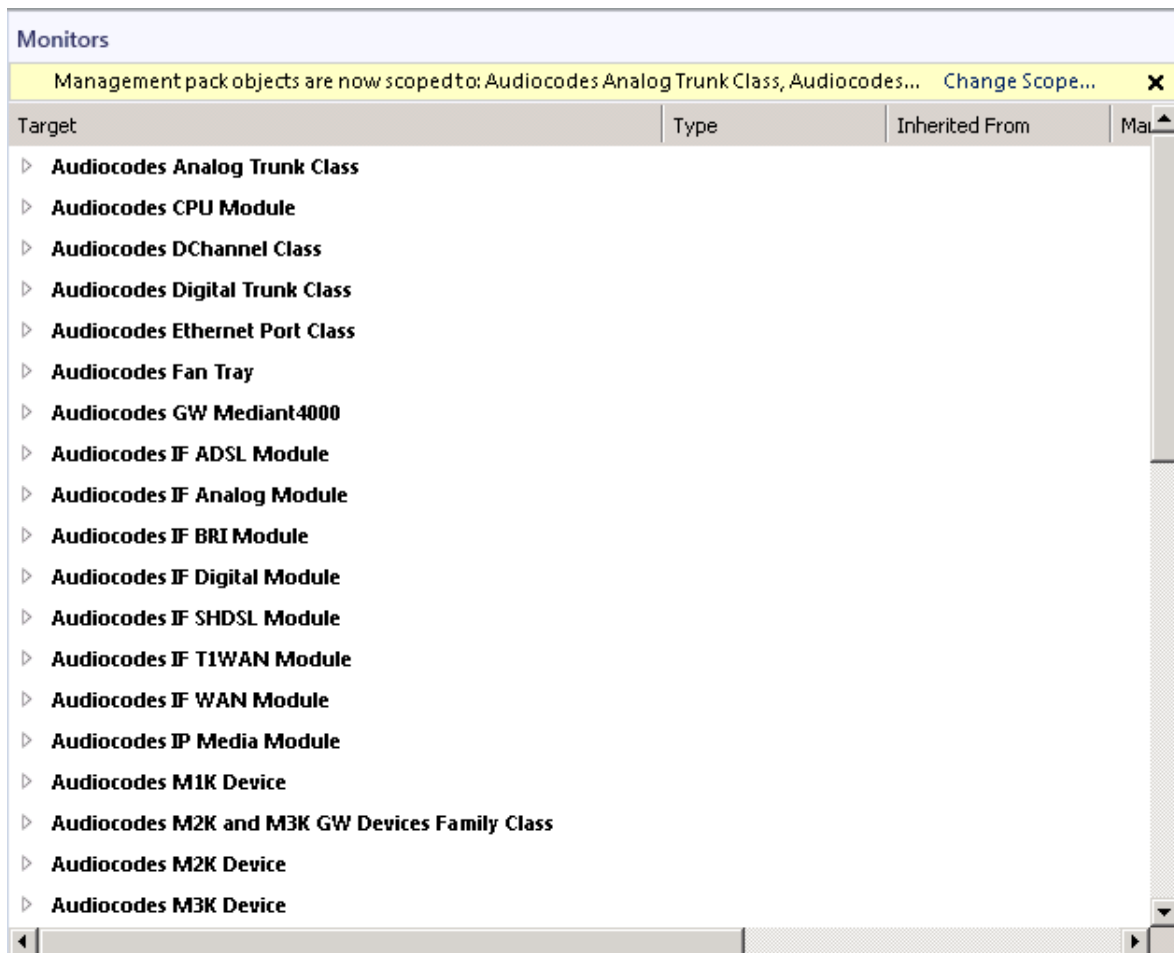 Monitors
Management pack objects are now scoped to: Audiocodes Analog Trunk Class, Audiocodes... Change Scope...
Target Type Inherited From Ma
Audiocodes Analog Trunk Class
Audiocodes CPU Module
Audiocodes DChannel Class
Audiocodes Digital Trunk Class
Audiocodes Ethernet Port Class
Audiocodes Fan Tray
Audiocodes GW Mediant4000
Audiocodes IF ADSL Module
Audiocodes IF Analog Module
Audiocodes IF BRI Module
Audiocodes IF Digital Module
Audiocodes IF SHDSL Module
Audiocodes IF T1WAN Module
Audiocodes IF WAN Module
Audiocodes IP Media Module
Audiocodes M1K Device
Audiocodes M2K and M3K GW Devices Family Class
Audiocodes M2K Device
Audiocodes M3K Device